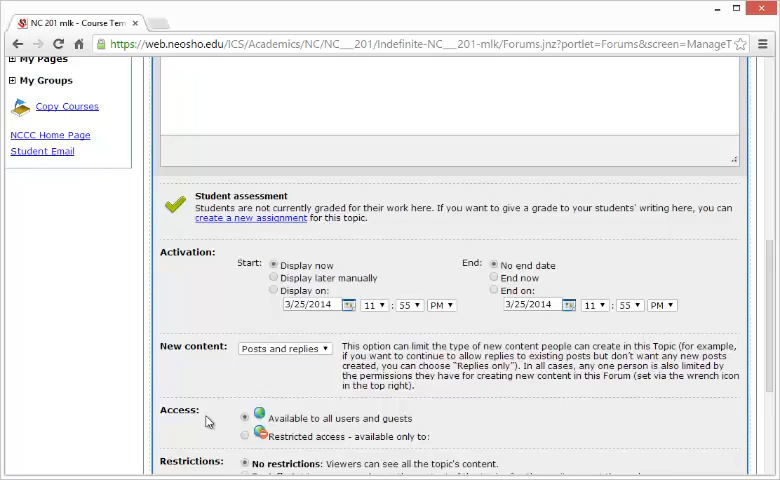 NC 201 mlk - Course Tem
https://web.neosho.edu/ICS/Academics/NC/NC___201/Indefinite-NC___201-mlk/Forums.jnz?portlet=Forums&screen=ManageT
My Pages
My Groups
Copy Courses
NCCC Home Page
Student Email
Student assessment
Students are not currently graded for their work here. If you want to give a grade to your students' writing here, you can
create a new assignment for this topic.
Activation:
Start: Display now
Display later manually
Display on:
3/25/2014 11 : 55 PM
End: No end date
End now
End on:
3/25/2014 11 : 55 PM
New content: Posts and replies
This option can limit the type of new content people can create in this Topic (for example,
if you want to continue to allow replies to existing posts but don't want any new posts
created, you can choose "Replies only"). In all cases, any one person is also limited by
the permissions they have for creating new content in this Forum (set via the wrench icon
in the top right).
Access:
Available to all users and guests
Restricted access - available only to:
Restrictions: No restrictions: Viewers can see all the topic's content.